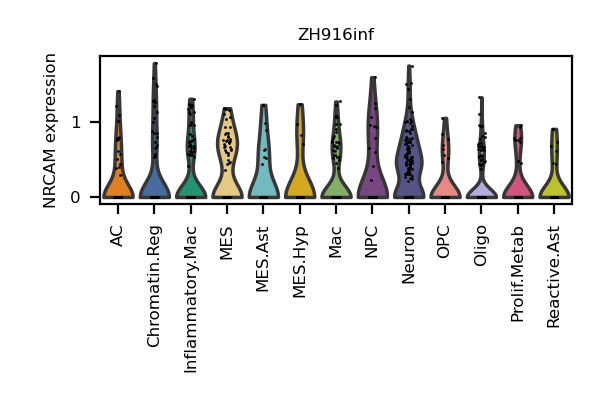 ZH916inf
NRCAM expression
1
0
AC
Chromatin.Reg
Inflammatory.Mac
MES
MES.Ast
MES.Hyp
Mac
NPC
Neuron
OPC
Oligo
Prolif.Metab
Reactive.Ast